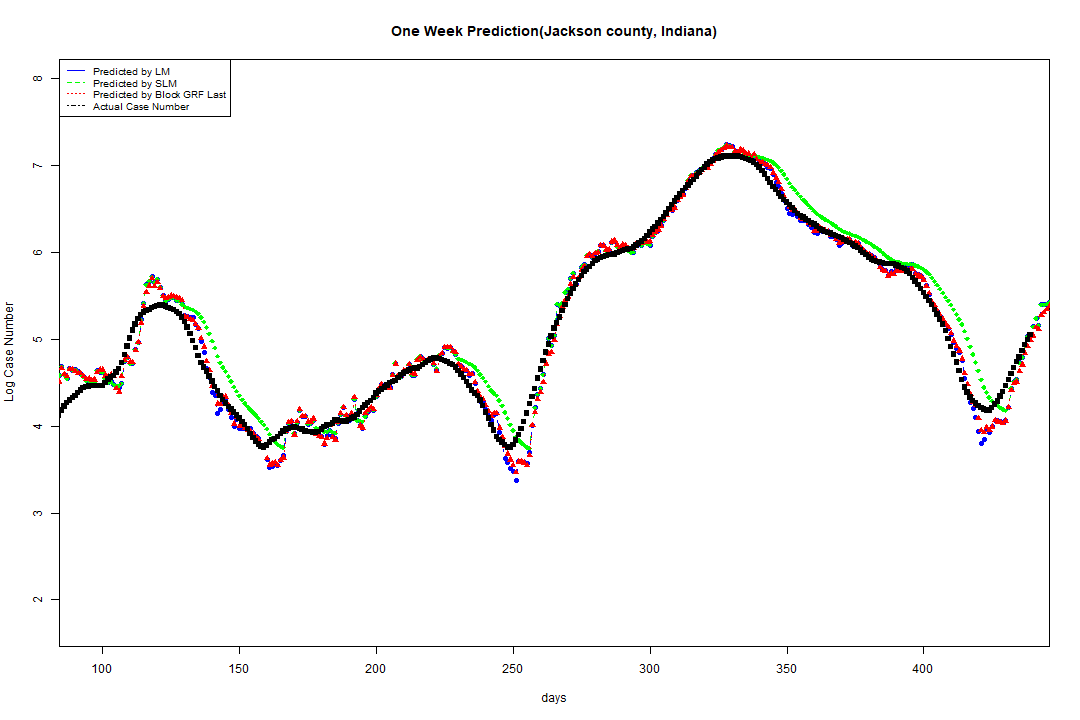 One Week Prediction(Jackson county, Indiana)
Predicted by LM
Predicted by SLM
Predicted by Block GRF Last
Actual Case Number
8
7
6
5
4
3
2
Log Case Number
100 150 200 250 300 350 400
days